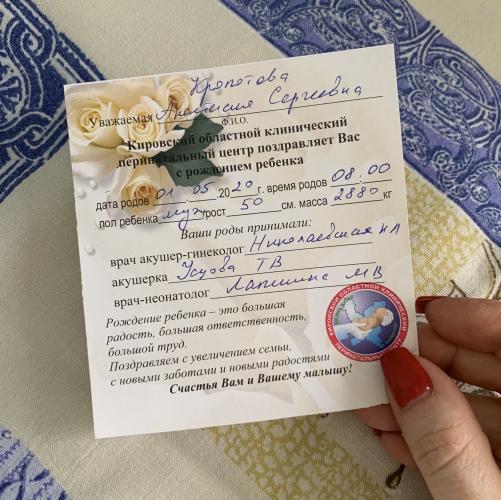 Кропотова
Уважаемая Анастасия Сергеевна
Ф.И.О.
Кировский областной клинический
перинатальный центр поздравляет Вас
с рождением ребенка
дата родов 01.05.2020 г. время родов 08.00
пол ребенка муж рост 50 см. масса 2880 кг
Ваши роды принимали:
врач акушер-гинеколог Николаевская НЛ
акушерка ТВ
врач-неонатолог Лапшина МВ
Рождение ребенка – это большая
радость, большая ответственность,
большой труд.
Поздравляем с увеличением семьи,
с новыми заботами и новыми радостями
Счастья Вам и Вашему малышу!
КИРОВСКИЙ ОБЛАСТНОЙ КЛИНИЧЕСКИЙ
ПЕРИНАТАЛЬНЫЙ